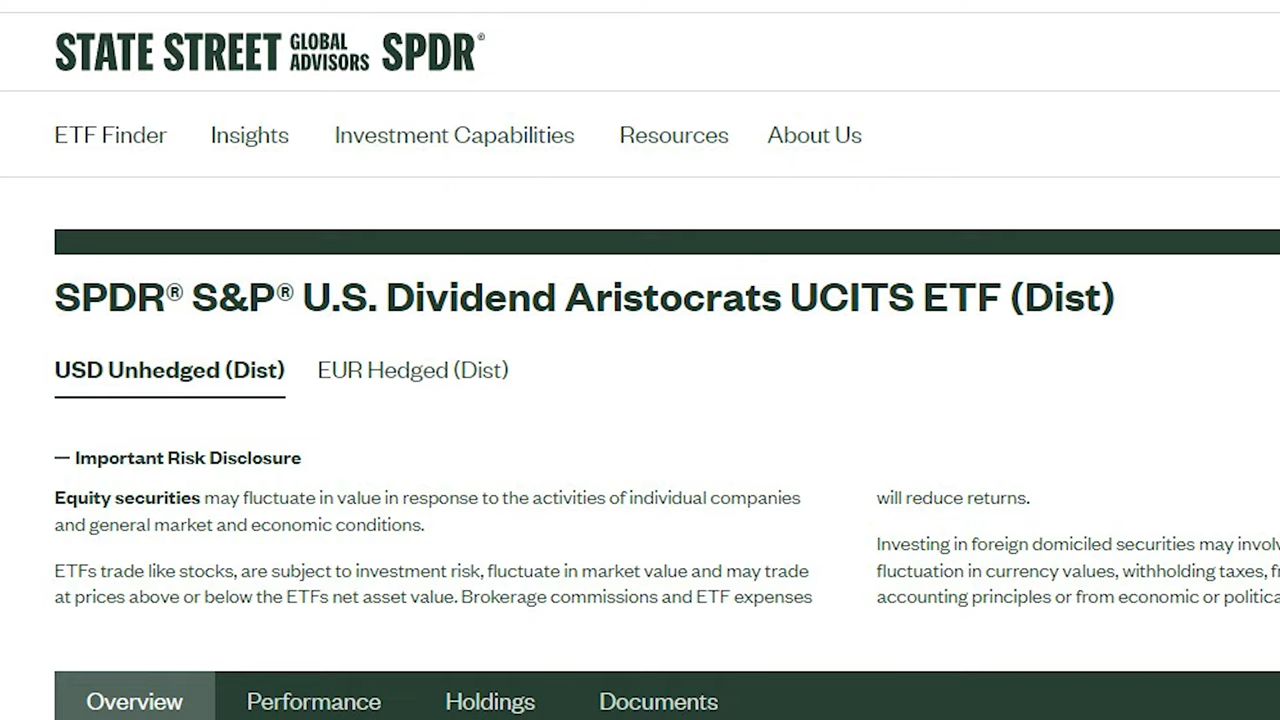 STATE STREET GLOBAL ADVISORS SPDR®
ETF Finder Insights Investment Capabilities Resources About Us
SPDR® S&P® U.S. Dividend Aristocrats UCITS ETF (Dist)
USD Unhedged (Dist) EUR Hedged (Dist)
— Important Risk Disclosure
Equity securities may fluctuate in value in response to the activities of individual companies
and general market and economic conditions.
ETFs trade like stocks, are subject to investment risk, fluctuate in market value and may trade
at prices above or below the ETFs net asset value. Brokerage commissions and ETF expenses
will reduce returns.
Investing in foreign domiciled securities may
fluctuation in currency values, withholding taxes,
accounting principles or from economic or
Overview Performance Holdings Documents